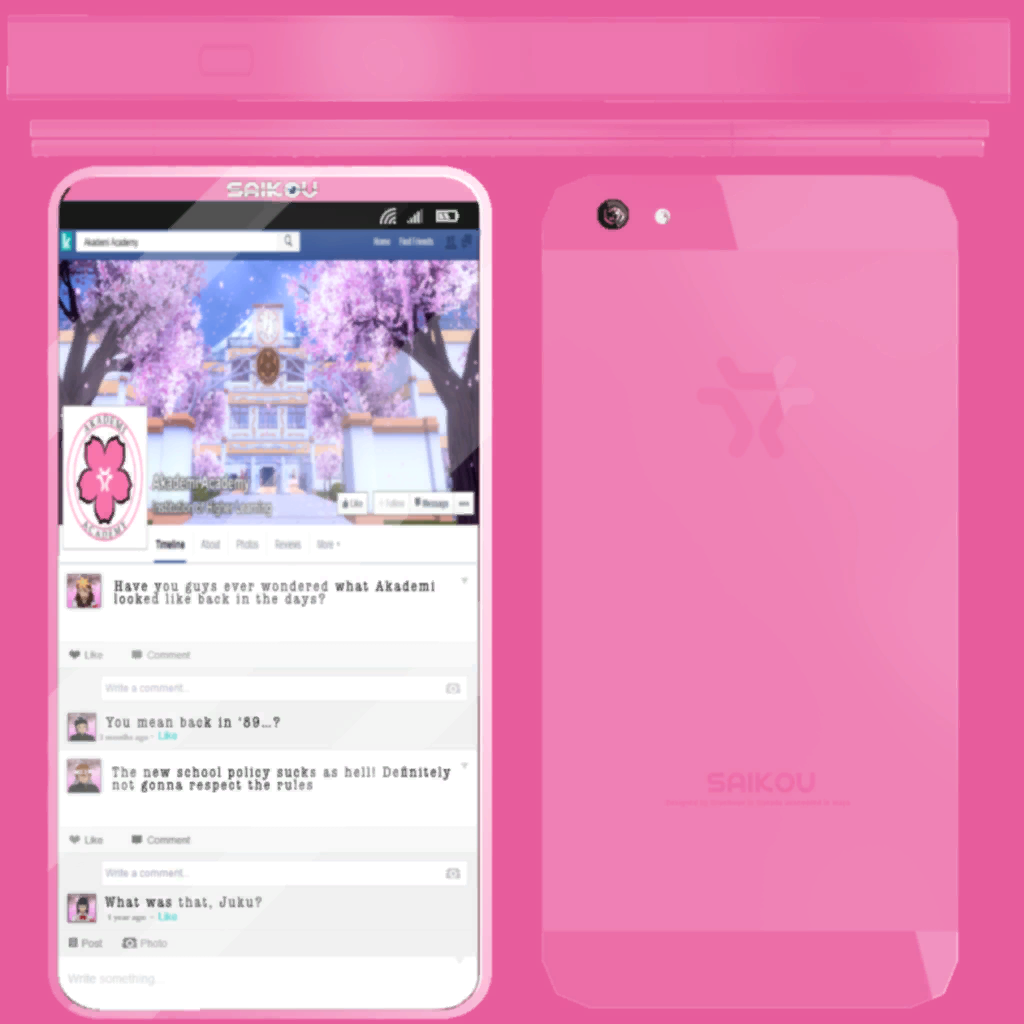 SAIKOU
k
Akademi Academy
Home Find Friends
AKADEMI
ACADEMY
Akademi Academy
Institution of Higher Learning
Like Follow Message
Timeline About Photos Reviews More
Have you guys ever wondered what Akademi
looked like back in the days?
Like Comment
Write a comment...
You mean back in '89...?
3 months ago - Like
The new school policy sucks as hell! Definitely
not gonna respect the rules
Like Comment
Write a comment...
What was that, Juku?
1 year ago - Like
Post Photo
Write something...
SAIKOU